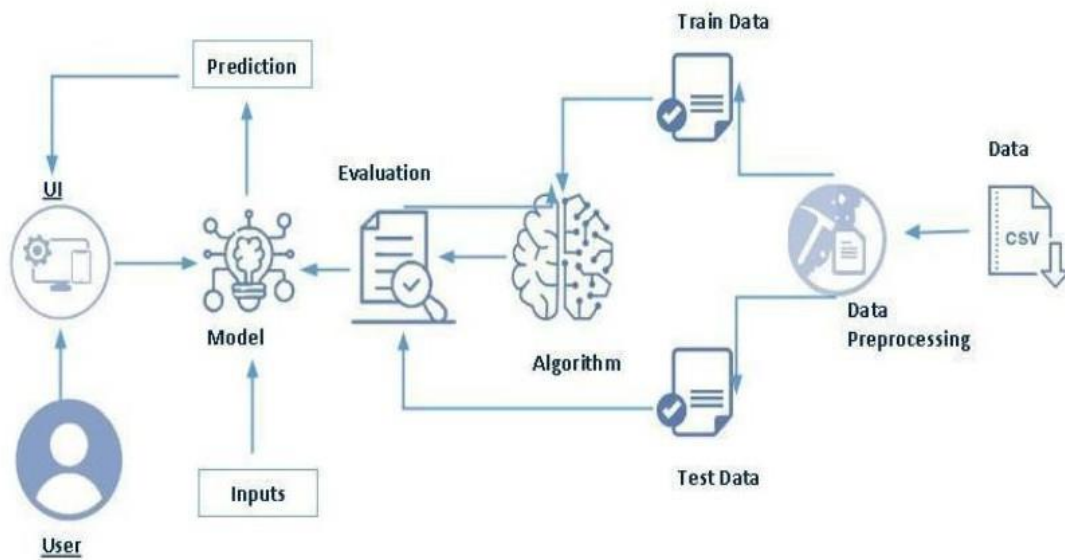 Train Data
Prediction
Data
Evaluation
UI
CSV
Model
Data
Preprocessing
Algorithm
Inputs
Test Data
User